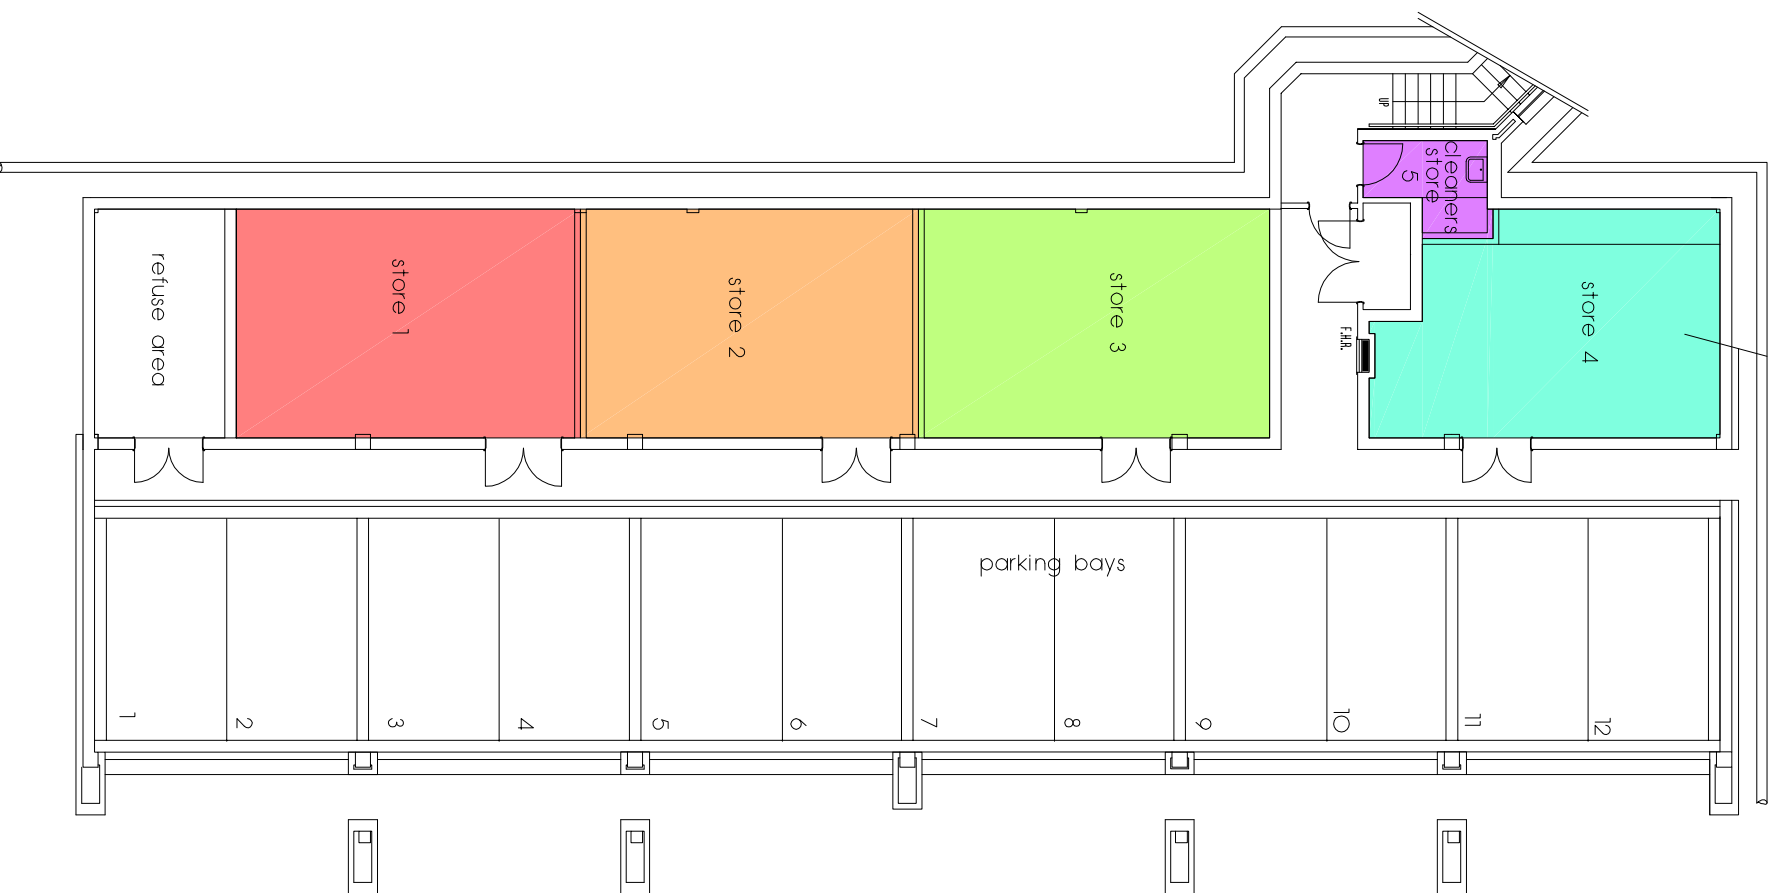 UP
cleaners
store
5
refuse area
store 1
store 2
store 3
F.H.R.
store 4
parking bays
1
2
3
4
5
6
7
8
9
10
11
12